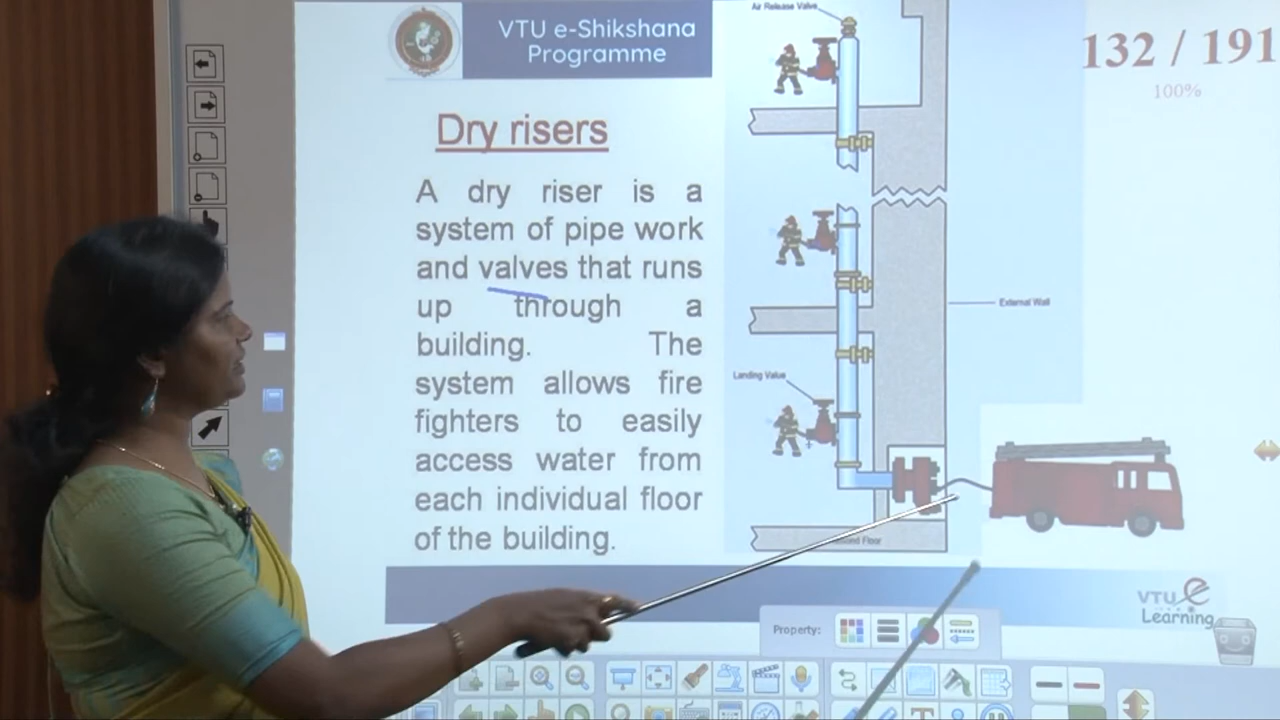 VTU e-Shikshana
Programme
Dry risers
A dry riser is a
system of pipe work
and valves that runs
up through a
building. The
system allows fire
fighters to easily
access water from
each individual floor
of the building.
Air Release Valve
External Wall
Landing Valve
Floor
132 / 191
100%
VTU
Learning
Property: